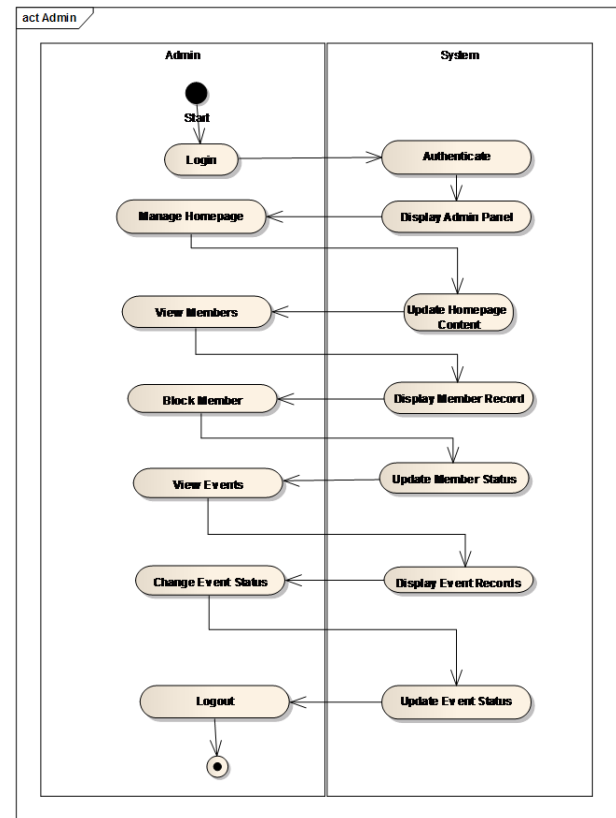 act Admin
Admin
System
Start
Login
Authenticate
Manage Homepage
Display Admin Panel
View Members
Update Homepage
Content
Block Member
Display Member Record
View Events
Update Member Status
Change Event Status
Display Event Records
Logout
Update Event Status